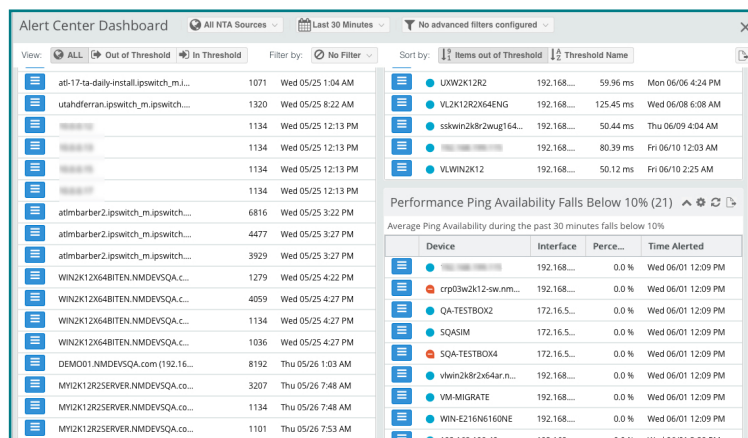 Alert Center Dashboard All NTA Sources Last 30 Minutes No advanced filters configured
View: ALL Out of Threshold In Threshold Filter by: No Filter Sort by: Items out of Threshold Threshold Name
atl-17-ta-daily-install.ipswitch_m.i... 1071 Wed 05/25 1:04 AM
utahdferran.ipswitch_m.ipswitch.... 1320 Wed 05/25 8:22 AM
1134 Wed 05/25 12:13 PM
1134 Wed 05/25 12:13 PM
1134 Wed 05/25 12:13 PM
1134 Wed 05/25 12:13 PM
atlmbarber2.ipswitch_m.ipswitch.... 6816 Wed 05/25 3:22 PM
atlmbarber2.ipswitch_m.ipswitch.... 4477 Wed 05/25 3:27 PM
atlmbarber2.ipswitch_m.ipswitch.... 3929 Wed 05/25 3:27 PM
WIN2K12X64BITEN.NMDEVSQA.c... 1279 Wed 05/25 4:22 PM
WIN2K12X64BITEN.NMDEVSQA.c... 4059 Wed 05/25 4:27 PM
WIN2K12X64BITEN.NMDEVSQA.c... 1134 Wed 05/25 4:27 PM
WIN2K12X64BITEN.NMDEVSQA.c... 1036 Wed 05/25 4:27 PM
DEMO01.NMDEVSQA.com (192.16... 8192 Thu 05/26 1:03 AM
MYI2K12R2SERVER.NMDEVSQA.co... 3207 Thu 05/26 7:48 AM
MYI2K12R2SERVER.NMDEVSQA.co... 1134 Thu 05/26 7:48 AM
MYI2K12R2SERVER.NMDEVSQA.co... 1101 Thu 05/26 7:53 AM
UXW2K12R2 192.168.... 59.96 ms Mon 06/06 4:24 PM
VL2K12R2X64ENG 192.168.... 125.45 ms Wed 06/08 6:08 AM
sskwin2k8r2wug164... 192.168.... 50.44 ms Thu 06/09 4:04 AM
192.168.... 80.39 ms Fri 06/10 12:03 AM
VLWIN2K12 192.168.... 50.12 ms Fri 06/10 2:25 AM
Performance Ping Availability Falls Below 10% (21)
Average Ping Availability during the past 30 minutes falls below 10%
Device Interface Perce... Time Alerted
192.168.... 0.0 % Wed 06/01 12:09 PM
crp03w2k12-sw.nm... 192.168.... 0.0 % Wed 06/01 12:09 PM
QA-TESTBOX2 172.16.5... 0.0 % Wed 06/01 12:09 PM
SQASIM 172.16.5... 0.0 % Wed 06/01 12:09 PM
SQA-TESTBOX4 172.16.5... 0.0 % Wed 06/01 12:09 PM
vlwin2k8r2x64ar.n... 192.168.... 0.0 % Wed 06/01 12:09 PM
VM-MIGRATE 192.168.... 0.0 % Wed 06/01 12:09 PM
WIN-E216N6160NE 192.168.... 0.0 % Wed 06/01 12:09 PM